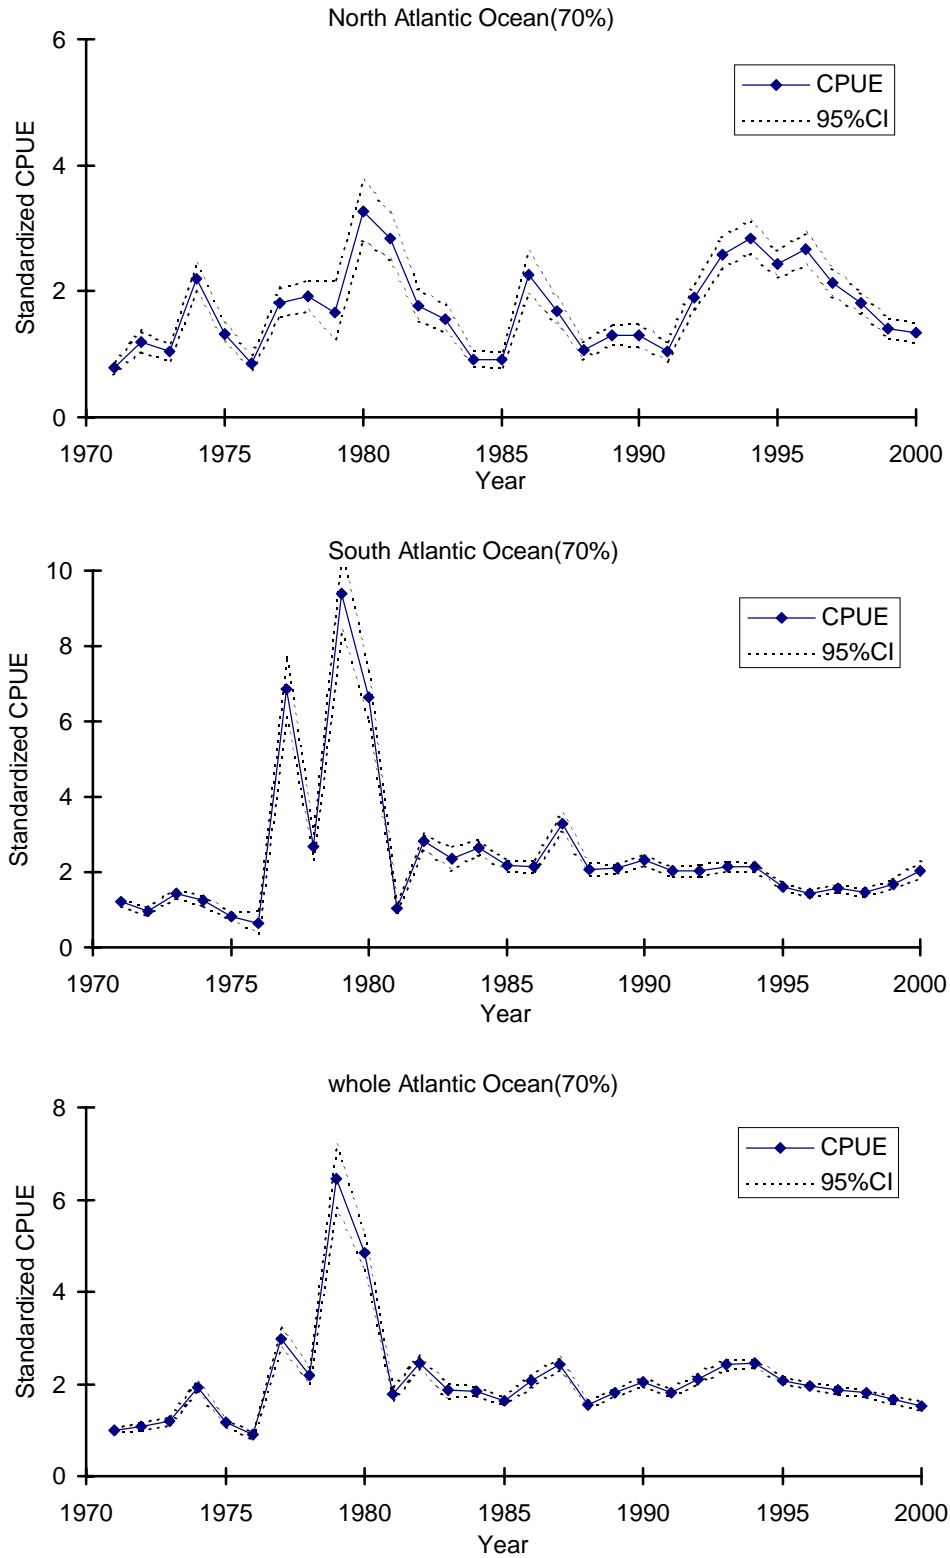 North Atlantic Ocean(70%)
6
4
2
0
Standardized CPUE
CPUE
95%CI
1970 1975 1980 1985 1990 1995 2000
Year
South Atlantic Ocean(70%)
10
8
6
4
2
0
Standardized CPUE
CPUE
95%CI
1970 1975 1980 1985 1990 1995 2000
Year
whole Atlantic Ocean(70%)
8
6
4
2
0
Standardized CPUE
CPUE
95%CI
1970 1975 1980 1985 1990 1995 2000
Year